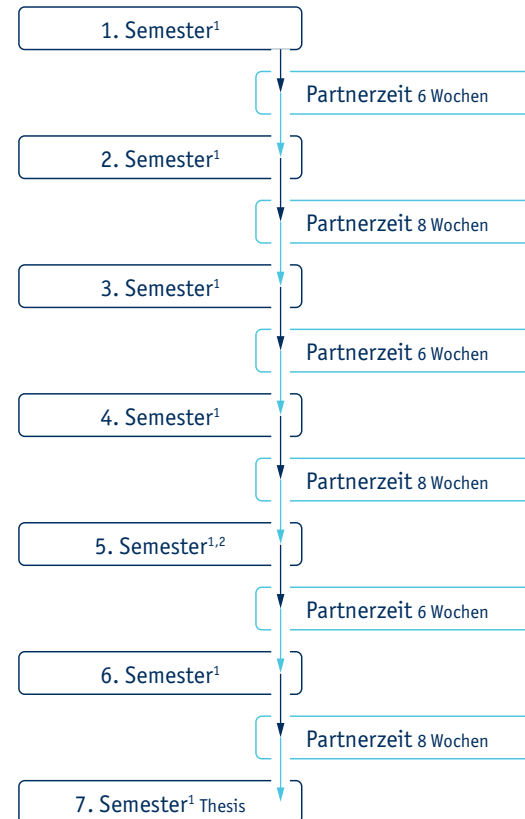 1. Semester¹
Partnerzeit 6 Wochen
2. Semester¹
Partnerzeit 8 Wochen
3. Semester¹
Partnerzeit 6 Wochen
4. Semester¹
Partnerzeit 8 Wochen
5. Semester¹,²
Partnerzeit 6 Wochen
6. Semester¹
Partnerzeit 8 Wochen
7. Semester¹ Thesis